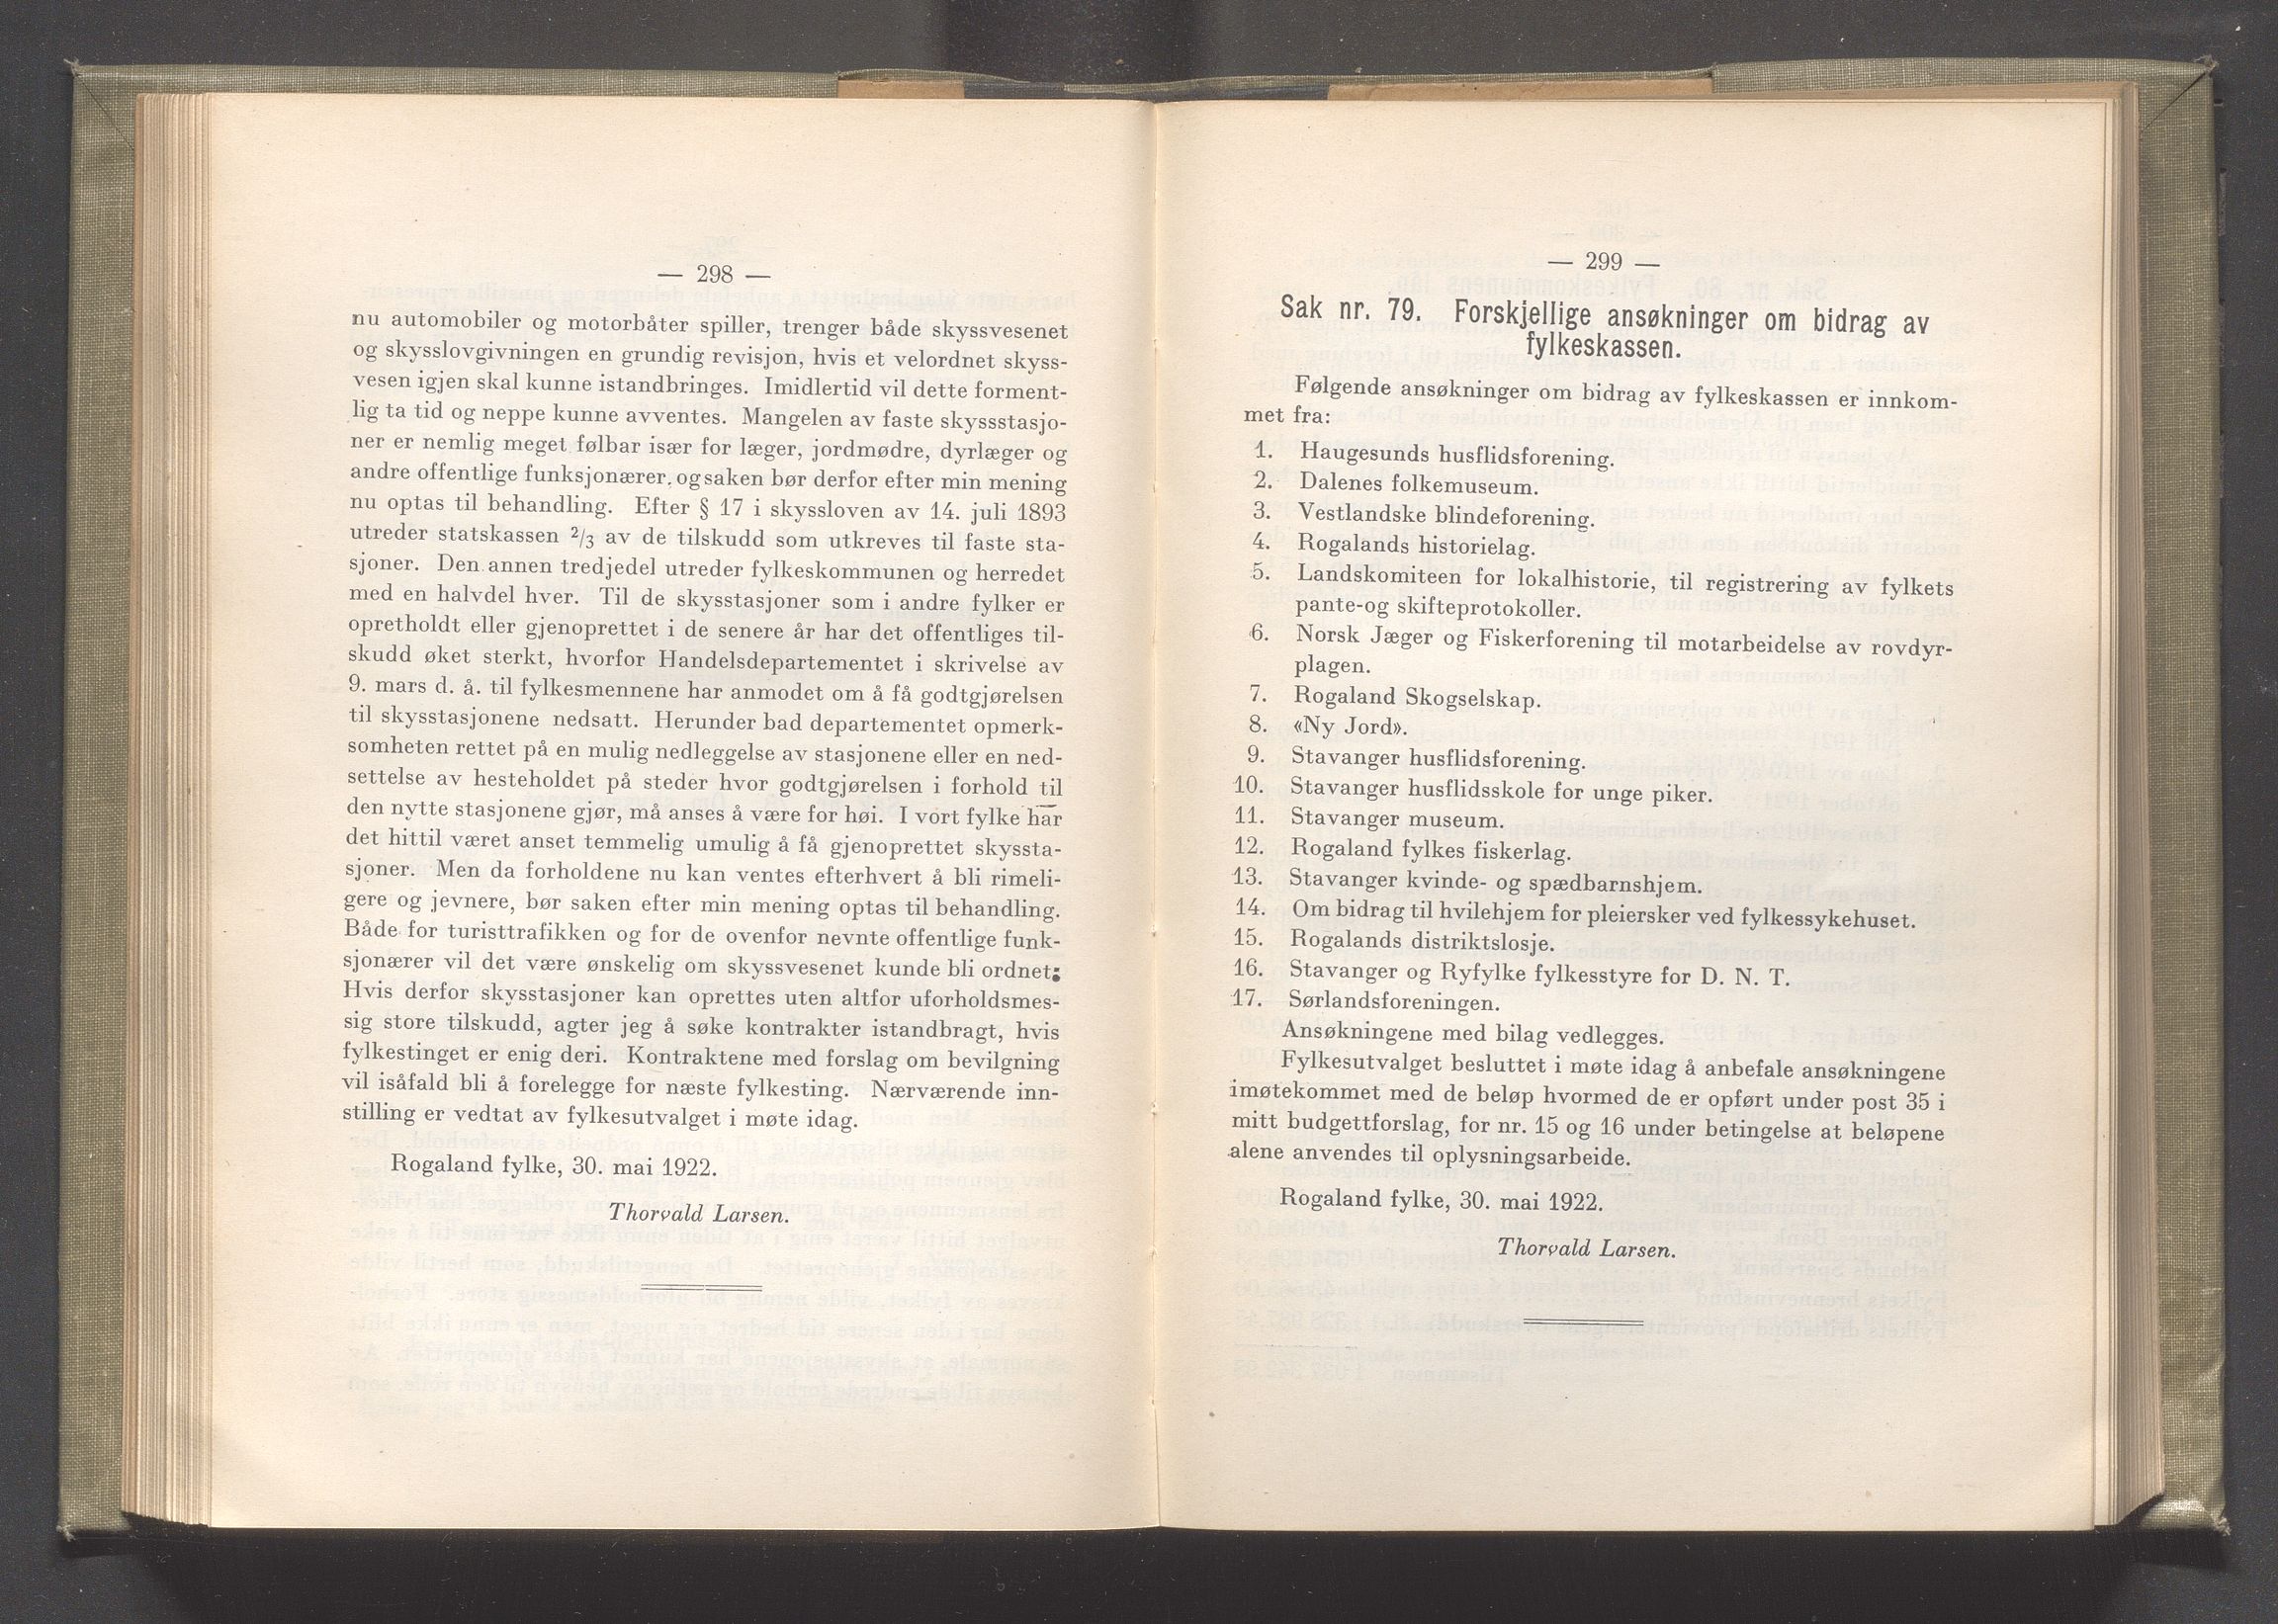 — 298 —
nu automobiler og motorbåter spiller, trenger både skyssvesenet
og skysslovgivningen en grundig revisjon, hvis et velordnet skyss-
vesen igjen skal kunne istandbringes. Imidlertid vil dette forment-
lig ta tid og neppe kunne avventes. Mangelen av faste skyssstasjo-
ner er nemlig meget følbar især for læger, jordmødre, dyrlæger og
andre offentlige funksjonærer, og saken bør derfor efter min mening
nu optas til behandling. Efter § 17 i skyssloven av 14. juli 1893
utreder statskassen 2/3 av de tilskudd som utkreves til faste sta-
sjoner. Den annen tredjedel utreder fylkeskommunen og herredet
med en halvdel hver. Til de skysstasjoner som i andre fylker er
opretholdt eller gjenoprettet i de senere år har det offentliges til-
skudd øket sterkt, hvorfor Handelsdepartementet i skrivelse av
9. mars d. å. til fylkesmennene har anmodet om å få godtgjørelsen
til skysstasjonene nedsatt. Herunder bad departementet opmerk-
somheten rettet på en mulig nedleggelse av stasjonene eller en ned-
settelse av hesteholdet på steder hvor godtgjørelsen i forhold til
den nytte stasjonene gjør, må anses å være for høi. I vort fylke har
det hittil været anset temmelig umulig å få gjenoprettet skyssta-
sjoner. Men da forholdene nu kan ventes efterhvert å bli rimeli-
gere og jevnere, bør saken efter min mening optas til behandling.
Både for turisttrafikken og for de ovenfor nevnte offentlige funk-
sjonærer vil det være ønskelig om skyssvesenet kunde bli ordnet:
Hvis derfor skysstasjoner kan oprettes uten altfor uforholdsmes-
sig store tilskudd, agter jeg å søke kontrakter istandbragt, hvis
fylkestinget er enig deri. Kontraktene med forslag om bevilgning
vil isåfald bli å forelegge for næste fylkesting. Nærværende inn-
stilling er vedtat av fylkesutvalget i møte idag.
Rogaland fylke, 30. mai 1922.
Thorvald Larsen.
— 299 —
Sak nr. 79. Forskjellige ansøkninger om bidrag av
fylkeskassen.
Følgende ansøkninger om bidrag av fylkeskassen er innkom-
met fra:
1. Haugesunds husflidsforening.
2. Dalenes folkemuseum.
3. Vestlandske blindeforening.
4. Rogalands historielag.
5. Landskomiteen for lokalhistorie, til registrering av fylkets
pante-og skifteprotokoller.
6. Norsk Jæger og Fiskerforening til motarbeidelse av rovdyr-
plagen.
7. Rogaland Skogselskap.
8. «Ny Jord».
9. Stavanger husflidsforening.
10. Stavanger husflidsskole for unge piker.
11. Stavanger museum.
12. Rogaland fylkes fiskerlag.
13. Stavanger kvinde- og spædbarnshjem.
14. Om bidrag til hvilehjem for pleiersker ved fylkessykehuset.
15. Rogalands distriktslosje.
16. Stavanger og Ryfylke fylkesstyre for D. N. T.
17. Sørlandsforeningen.
Ansøkningene med bilag vedlegges.
Fylkesutvalget besluttet i møte idag å anbefale ansøkningene
imøtekommet med de beløp hvormed de er opført under post 35 i
mitt budgettforslag, for nr. 15 og 16 under betingelse at beløpene
alene anvendes til oplysningsarbeide.
Rogaland fylke, 30. mai 1922.
Thorvald Larsen.